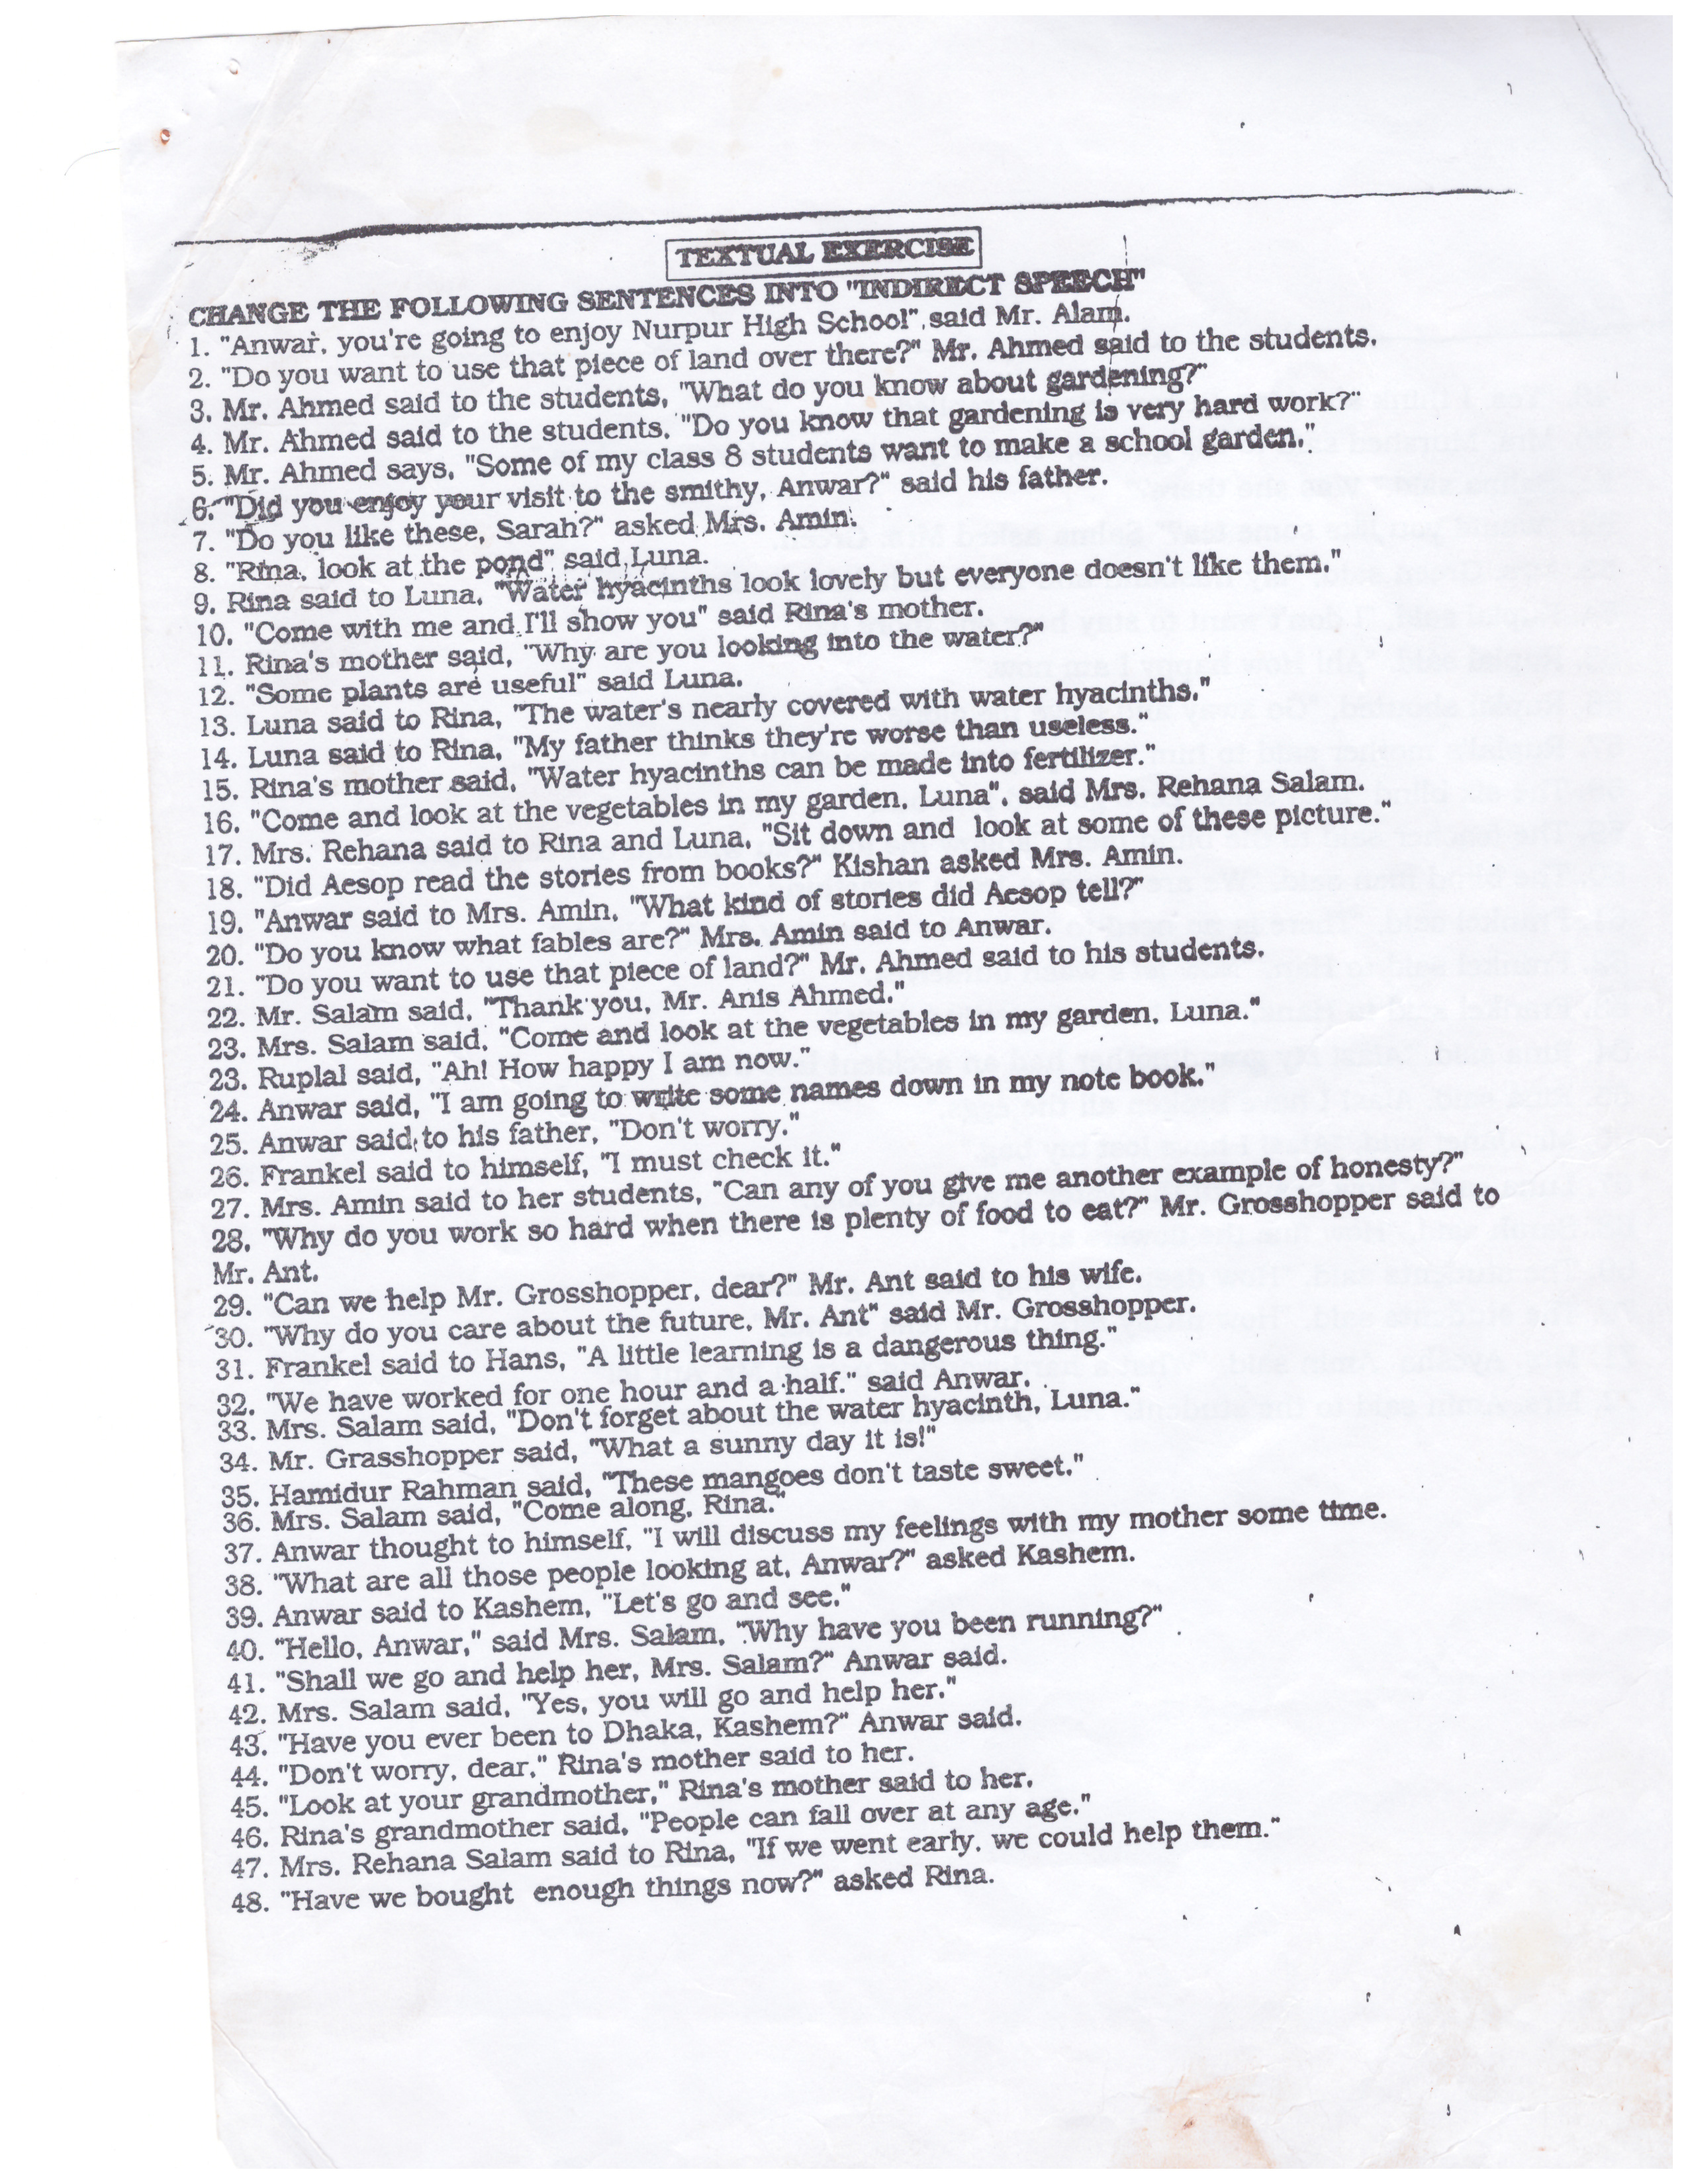 TEXTUAL EXERCISE
CHANGE THE FOLLOWING SENTENCES INTO "INDIRECT SPEECH"
1. "Anwar, you're going to enjoy Nurpur High School", said Mr. Alam.
2. "Do you want to use that piece of land over there?" Mr. Ahmed said to the students.
3. Mr. Ahmed said to the students, "What do you know about gardening?"
4. Mr. Ahmed said to the students, "Do you know that gardening is very hard work?"
5. Mr. Ahmed says, "Some of my class 8 students want to make a school garden."
6. "Did you enjoy your visit to the smithy, Anwar?" said his father.
7. "Do you like these, Sarah?" asked Mrs. Amin.
8. "Rina, look at the pond" said Luna.
9. Rina said to Luna, "Water hyacinths look lovely but everyone doesn't like them."
10. "Come with me and I'll show you" said Rina's mother.
11. Rina's mother said, "Why are you looking into the water?"
12. "Some plants are useful" said Luna.
13. Luna said to Rina, "The water's nearly covered with water hyacinths."
14. Luna said to Rina, "My father thinks they're worse than useless."
15. Rina's mother said, "Water hyacinths can be made into fertilizer."
16. "Come and look at the vegetables in my garden, Luna", said Mrs. Rehana Salam.
17. Mrs. Rehana said to Rina and Luna, "Sit down and look at some of these picture."
18. "Did Aesop read the stories from books?" Kishan asked Mrs. Amin.
19. "Anwar said to Mrs. Amin, "What kind of stories did Aesop tell?"
20. "Do you know what fables are?" Mrs. Amin said to Anwar.
21. "Do you want to use that piece of land?" Mr. Ahmed said to his students.
22. Mr. Salam said, "Thank you, Mr. Anis Ahmed."
23. Mrs. Salam said, "Come and look at the vegetables in my garden, Luna."
23. Ruplal said, "Ah! How happy I am now."
24. Anwar said, "I am going to write some names down in my note book."
25. Anwar said to his father, "Don't worry."
26. Frankel said to himself, "I must check it."
27. Mrs. Amin said to her students, "Can any of you give me another example of honesty?"
28. "Why do you work so hard when there is plenty of food to eat?" Mr. Grosshopper said to
Mr. Ant.
29. "Can we help Mr. Grosshopper, dear?" Mr. Ant said to his wife.
30. "Why do you care about the future, Mr. Ant" said Mr. Grosshopper.
31. Frankel said to Hans, "A little learning is a dangerous thing."
32. "We have worked for one hour and a half." said Anwar.
33. Mrs. Salam said, "Don't forget about the water hyacinth, Luna."
34. Mr. Grasshopper said, "What a sunny day it is!"
35. Hamidur Rahman said, "These mangoes don't taste sweet."
36. Mrs. Salam said, "Come along, Rina."
37. Anwar thought to himself, "I will discuss my feelings with my mother some time.
38. "What are all those people looking at, Anwar?" asked Kashem.
39. Anwar said to Kashem, "Let's go and see."
40. "Hello, Anwar," said Mrs. Salam, "Why have you been running?"
41. "Shall we go and help her, Mrs. Salam?" Anwar said.
42. Mrs. Salam said, "Yes, you will go and help her."
43. "Have you ever been to Dhaka, Kashem?" Anwar said.
44. "Don't worry, dear," Rina's mother said to her.
45. "Look at your grandmother," Rina's mother said to her.
46. Rina's grandmother said, "People can fall over at any age."
47. Mrs. Rehana Salam said to Rina, "If we went early, we could help them."
48. "Have we bought enough things now?" asked Rina.